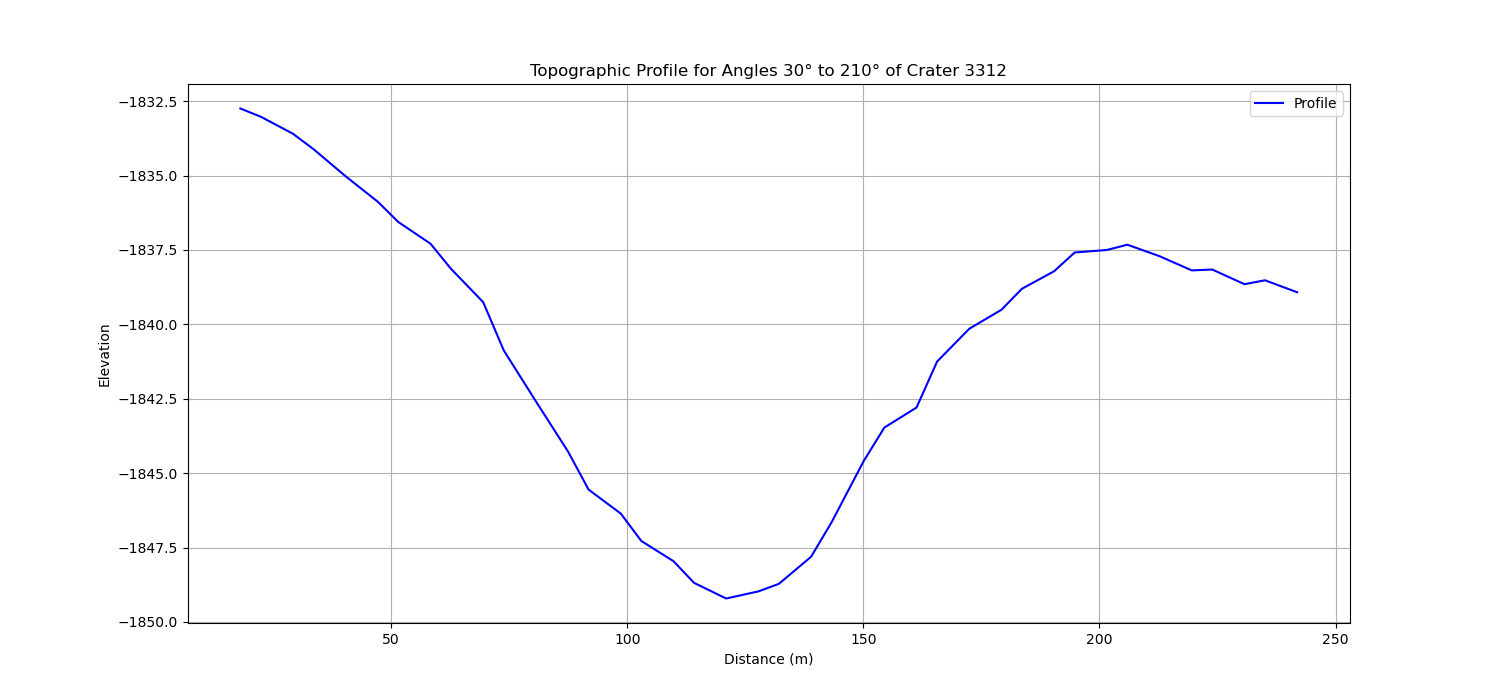 Topographic Profile for Angles 30° to 210° of Crater 3312
Profile
Elevation
−1832.5
−1835.0
−1837.5
−1840.0
−1842.5
−1845.0
−1847.5
−1850.0
50 100 150 200 250
Distance (m)